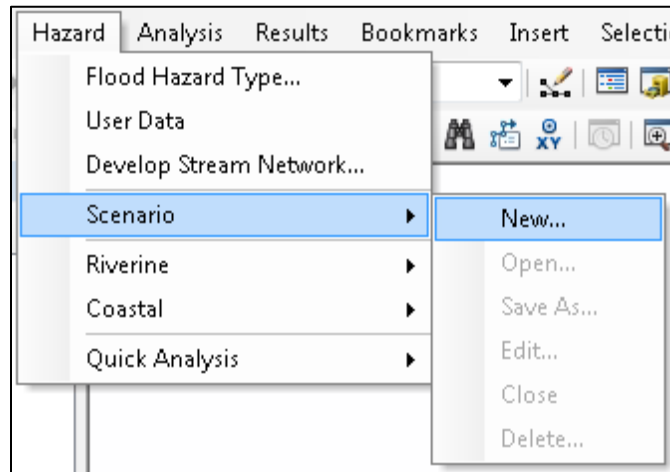 Hazard Analysis Results Bookmarks Insert Selecti
Flood Hazard Type...
User Data
XY
Develop Stream Network...
Scenario
New...
Riverine
Open...
Coastal
Save As...
Quick Analysis
Edit...
Close
Delete...